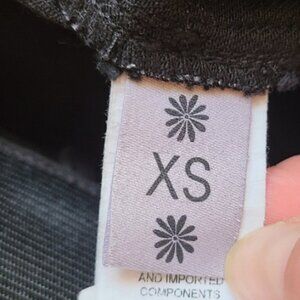 XS
AND IMPORTED
COMPONENTS